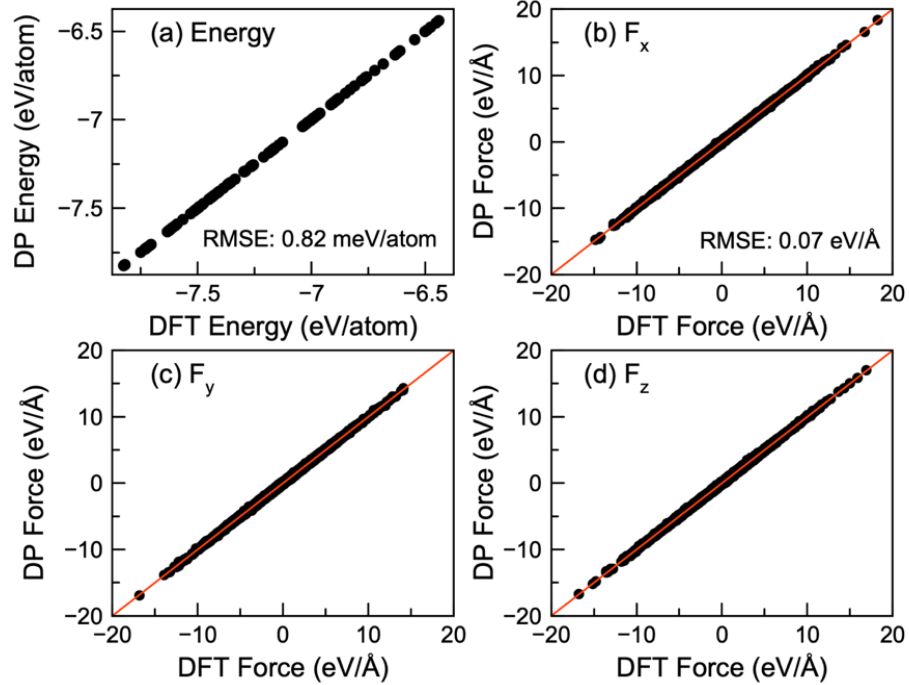 (a) Energy
DP Energy (eV/atom)
−6.5
−7
−7.5
RMSE: 0.82 meV/atom
−7.5 −7 −6.5
DFT Energy (eV/atom)
(b) Fx
DP Force (eV/Å)
20
10
0
−10
−20
RMSE: 0.07 eV/Å
−20 −10 0 10 20
DFT Force (eV/Å)
(c) Fy
DP Force (eV/Å)
20
10
0
−10
−20
−20 −10 0 10 20
DFT Force (eV/Å)
(d) Fz
DP Force (eV/Å)
20
10
0
−10
−20
−20 −10 0 10 20
DFT Force (eV/Å)